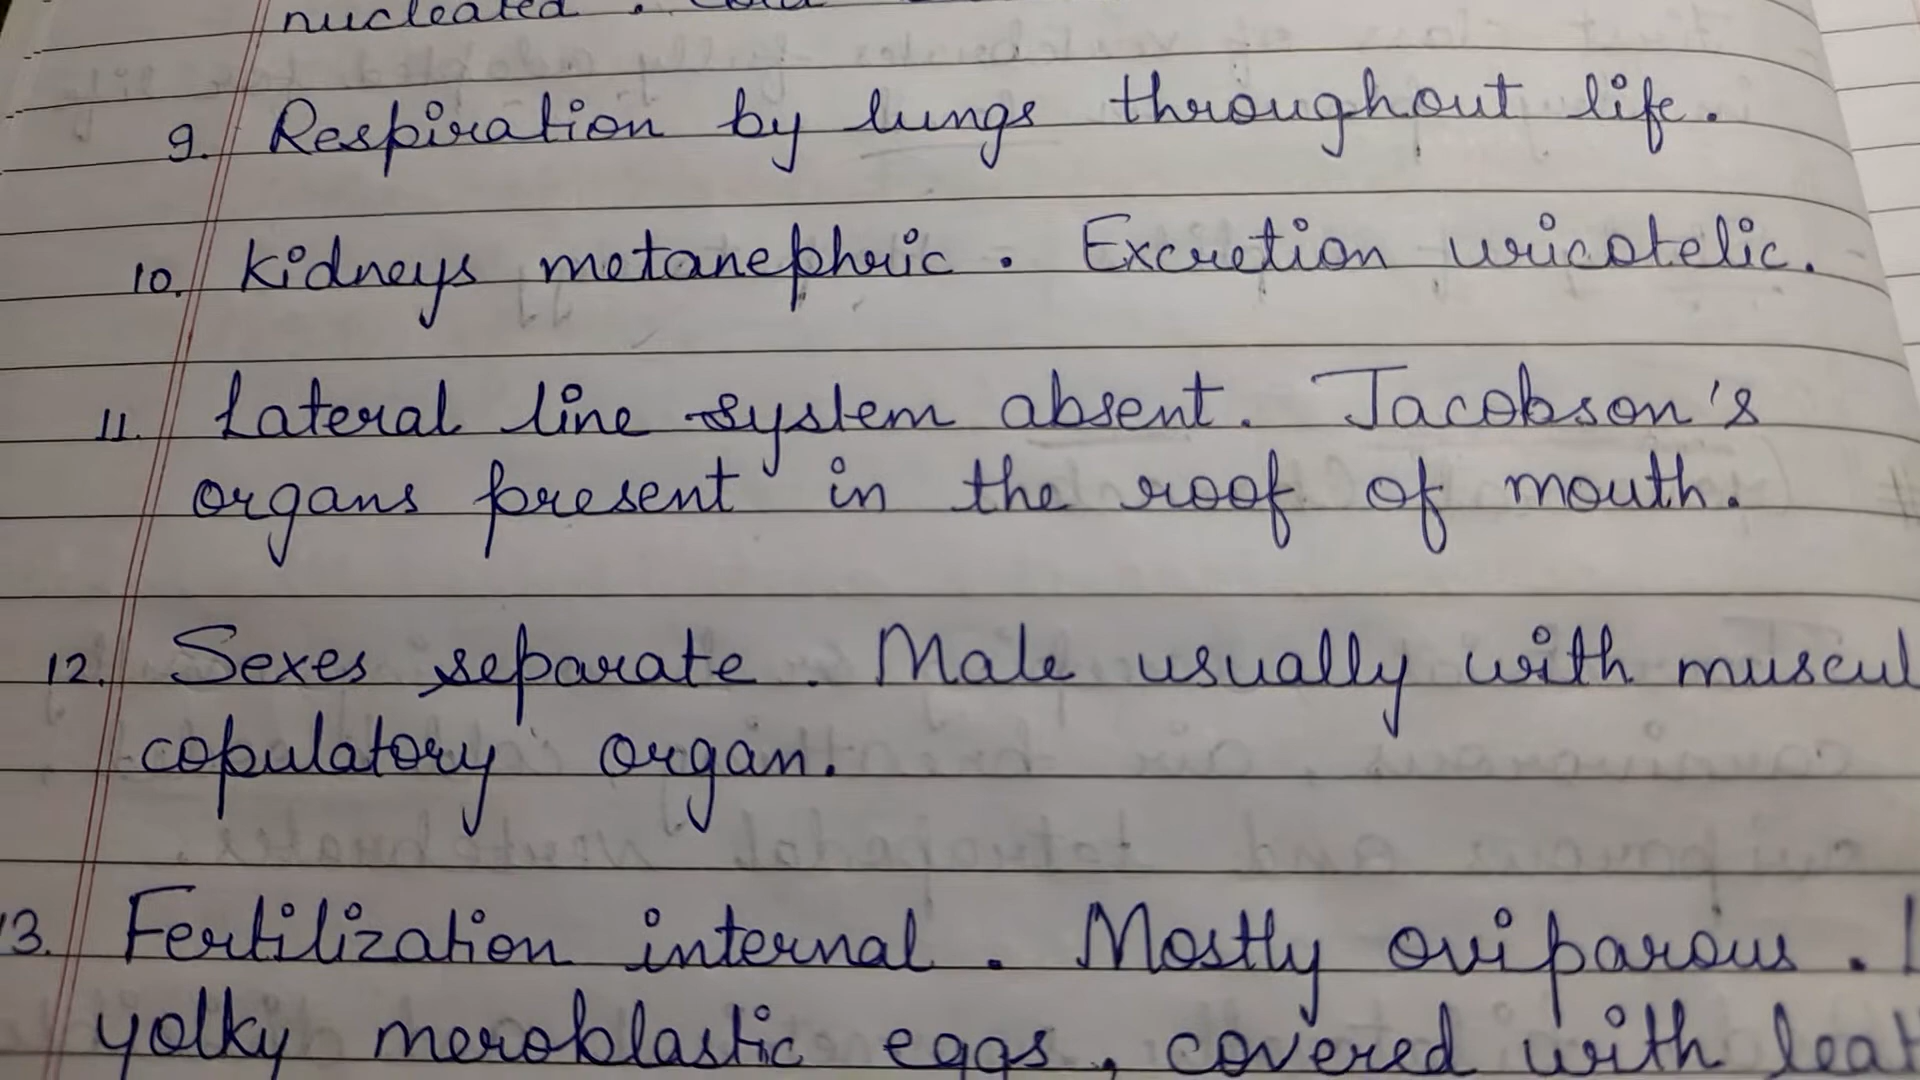 nucleated.
9. Respiration by lungs throughout life.
10. Kidneys metanephric. Excretion uricotelic.
11. Lateral line system absent. Jacobson's
organs present in the roof of mouth.
12. Sexes separate. Male usually with muscul
copulatory organ.
13. Fertilization internal. Mostly oviparous.
yolky meroblastic eggs, covered with leat